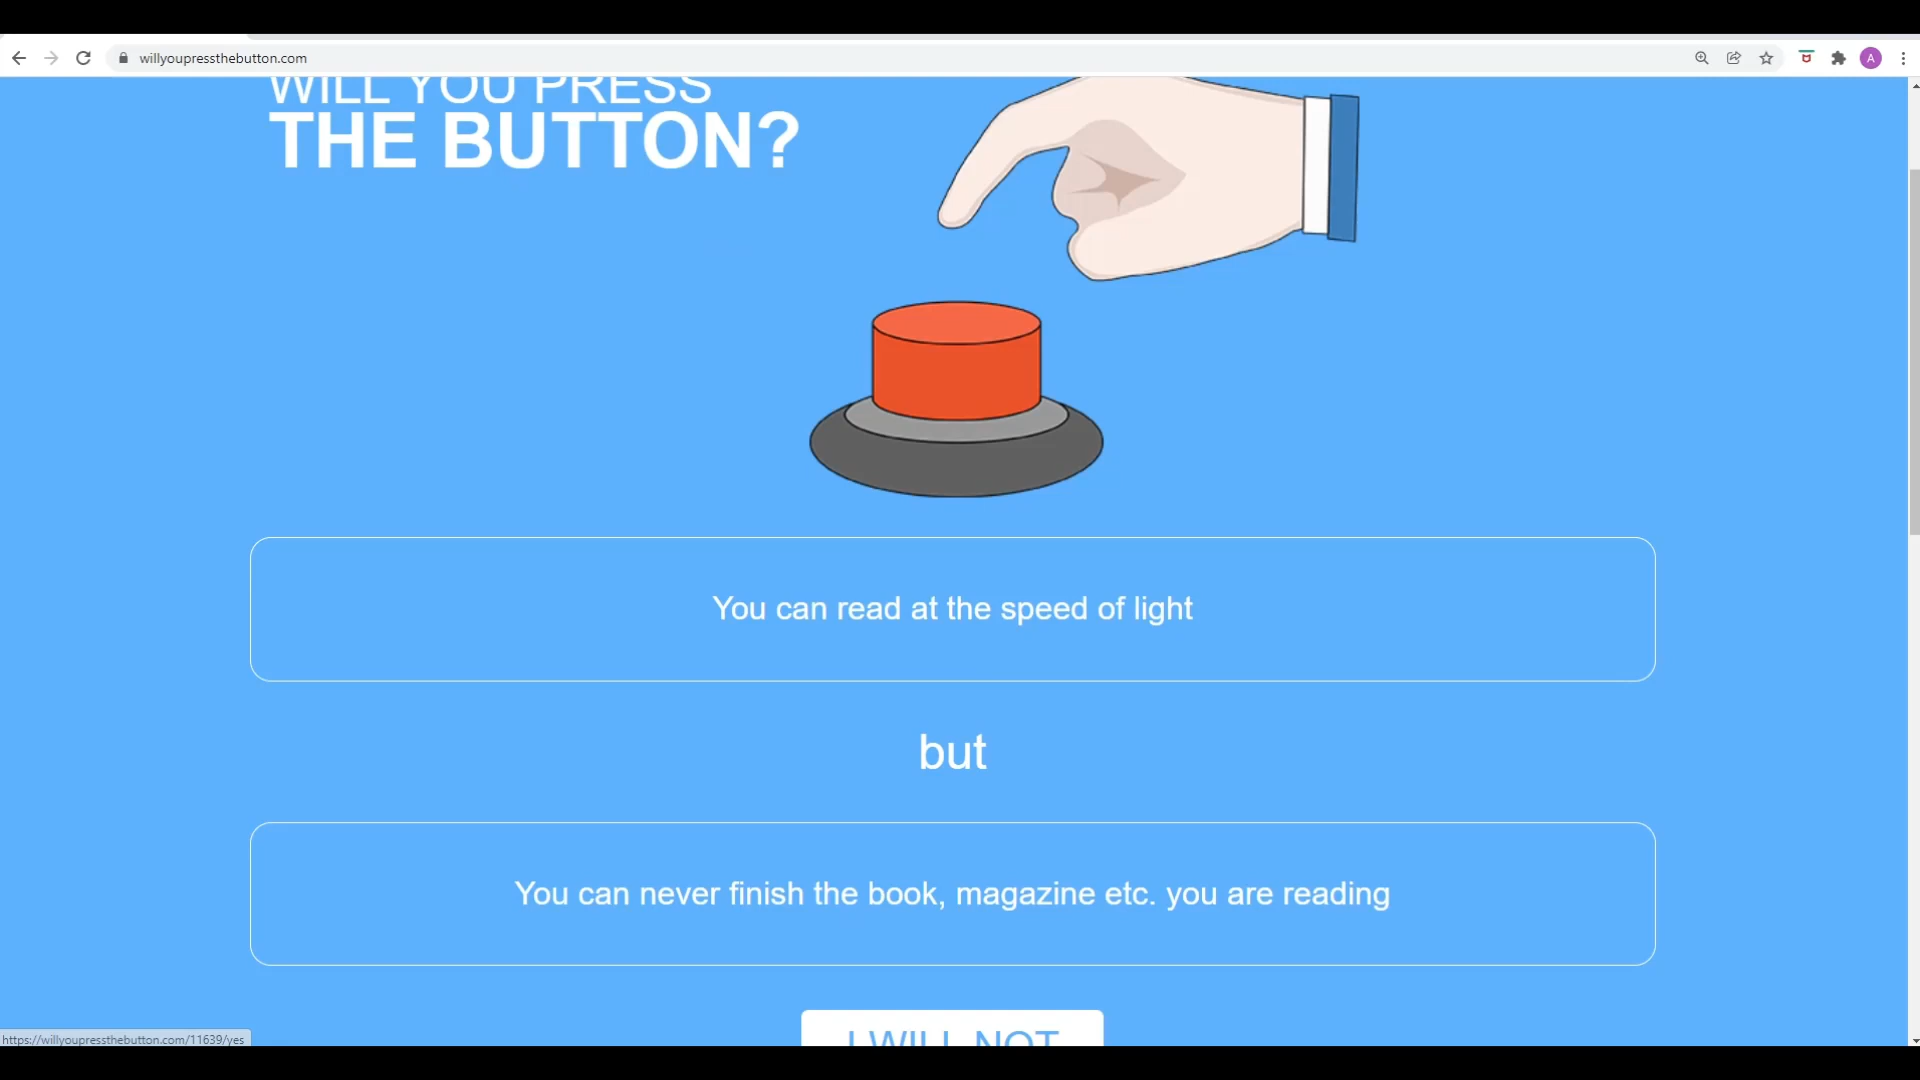 willyoupressthebutton.com
A
WILL YOU PRESS
THE BUTTON?
You can read at the speed of light
but
You can never finish the book, magazine etc. you are reading
I WILL NOT
https://willyoupressthebutton.com/11639/yes